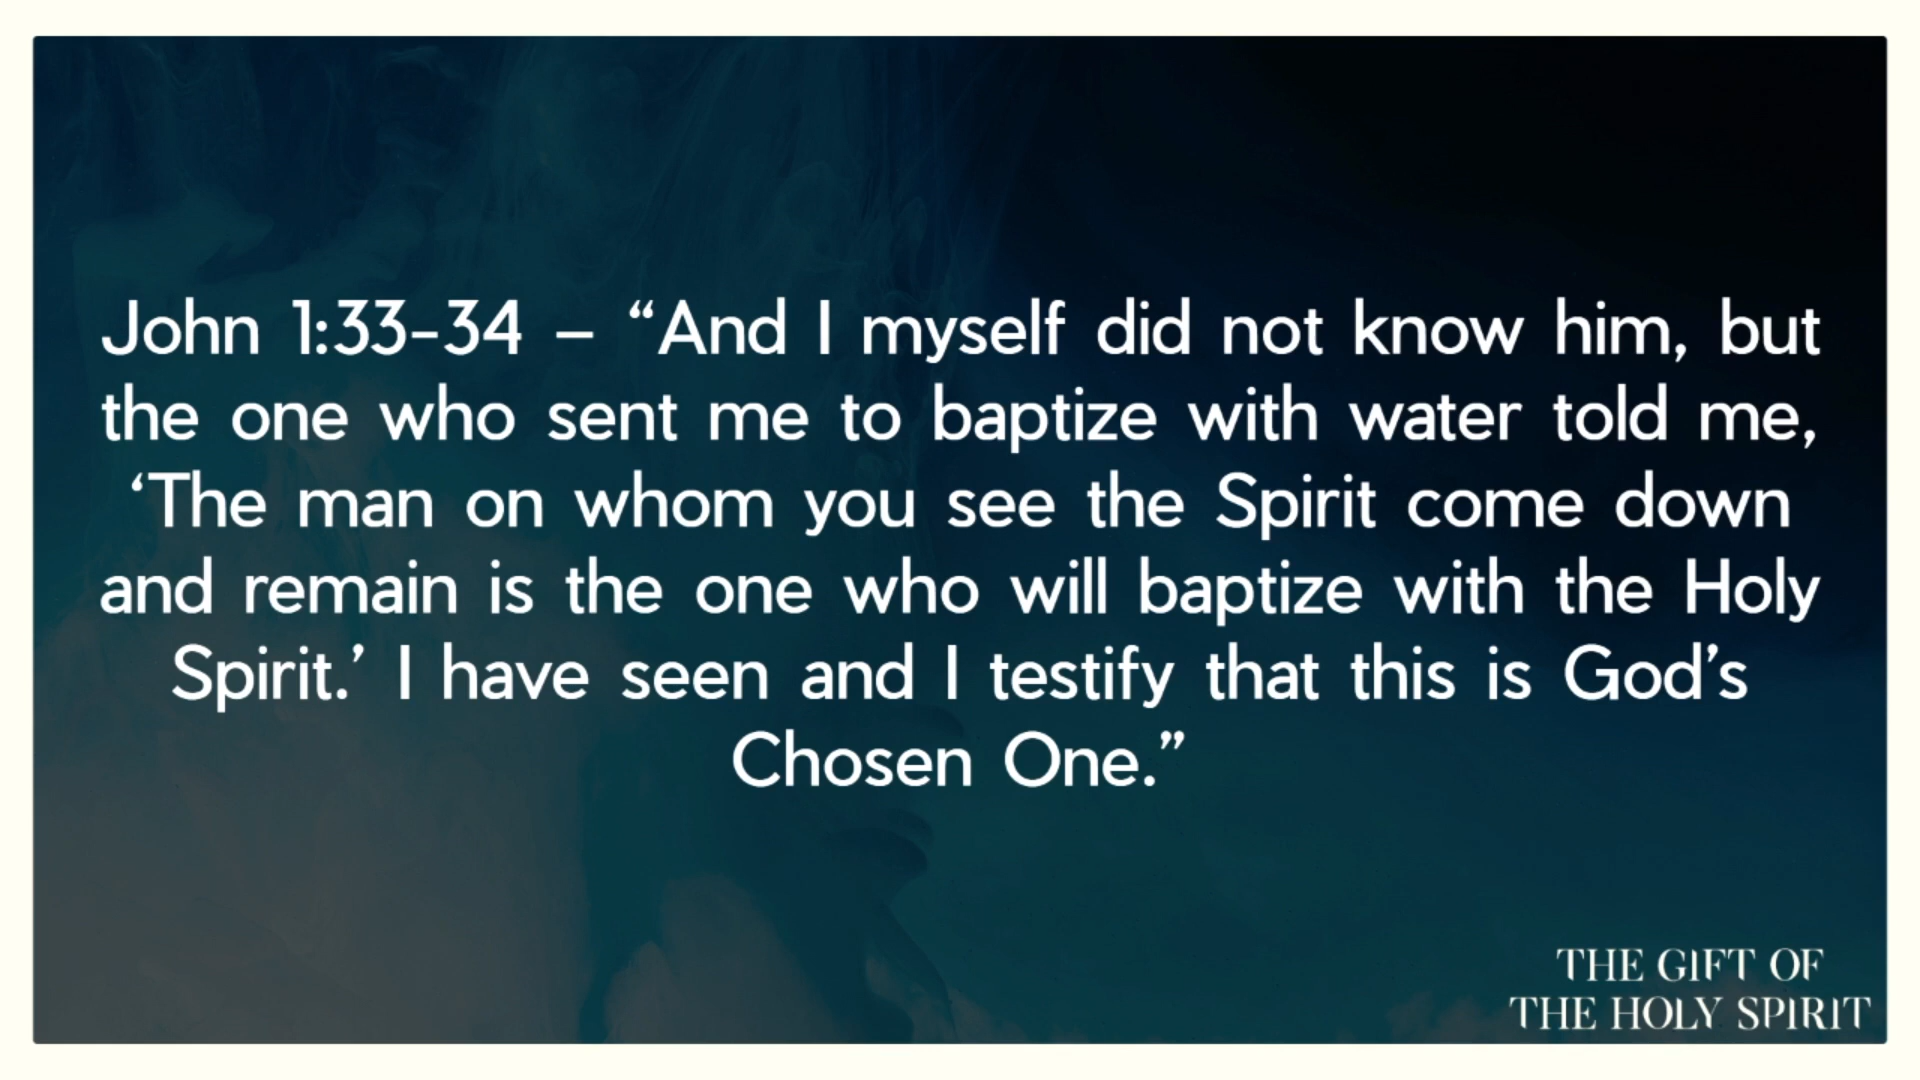 John 1:33-34 – “And I myself did not know him, but
the one who sent me to baptize with water told me,
‘The man on whom you see the Spirit come down
and remain is the one who will baptize with the Holy
Spirit.’ I have seen and I testify that this is God’s
Chosen One.”
THE GIFT OF
THE HOLY SPIRIT